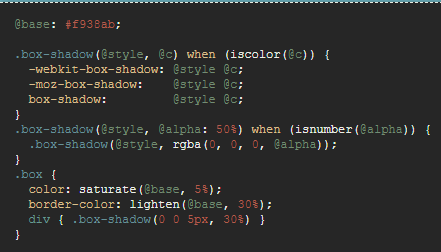 @base: #f938ab;
.box-shadow(@style, @c) when (iscolor(@c)) {
-webkit-box-shadow: @style @c;
-moz-box-shadow: @style @c;
box-shadow: @style @c;
}
.box-shadow(@style, @alpha: 50%) when (isnumber(@alpha)) {
.box-shadow(@style, rgba(0, 0, 0, @alpha));
}
.box {
color: saturate(@base, 5%);
border-color: lighten(@base, 30%);
div { .box-shadow(0 0 5px, 30%) }
}